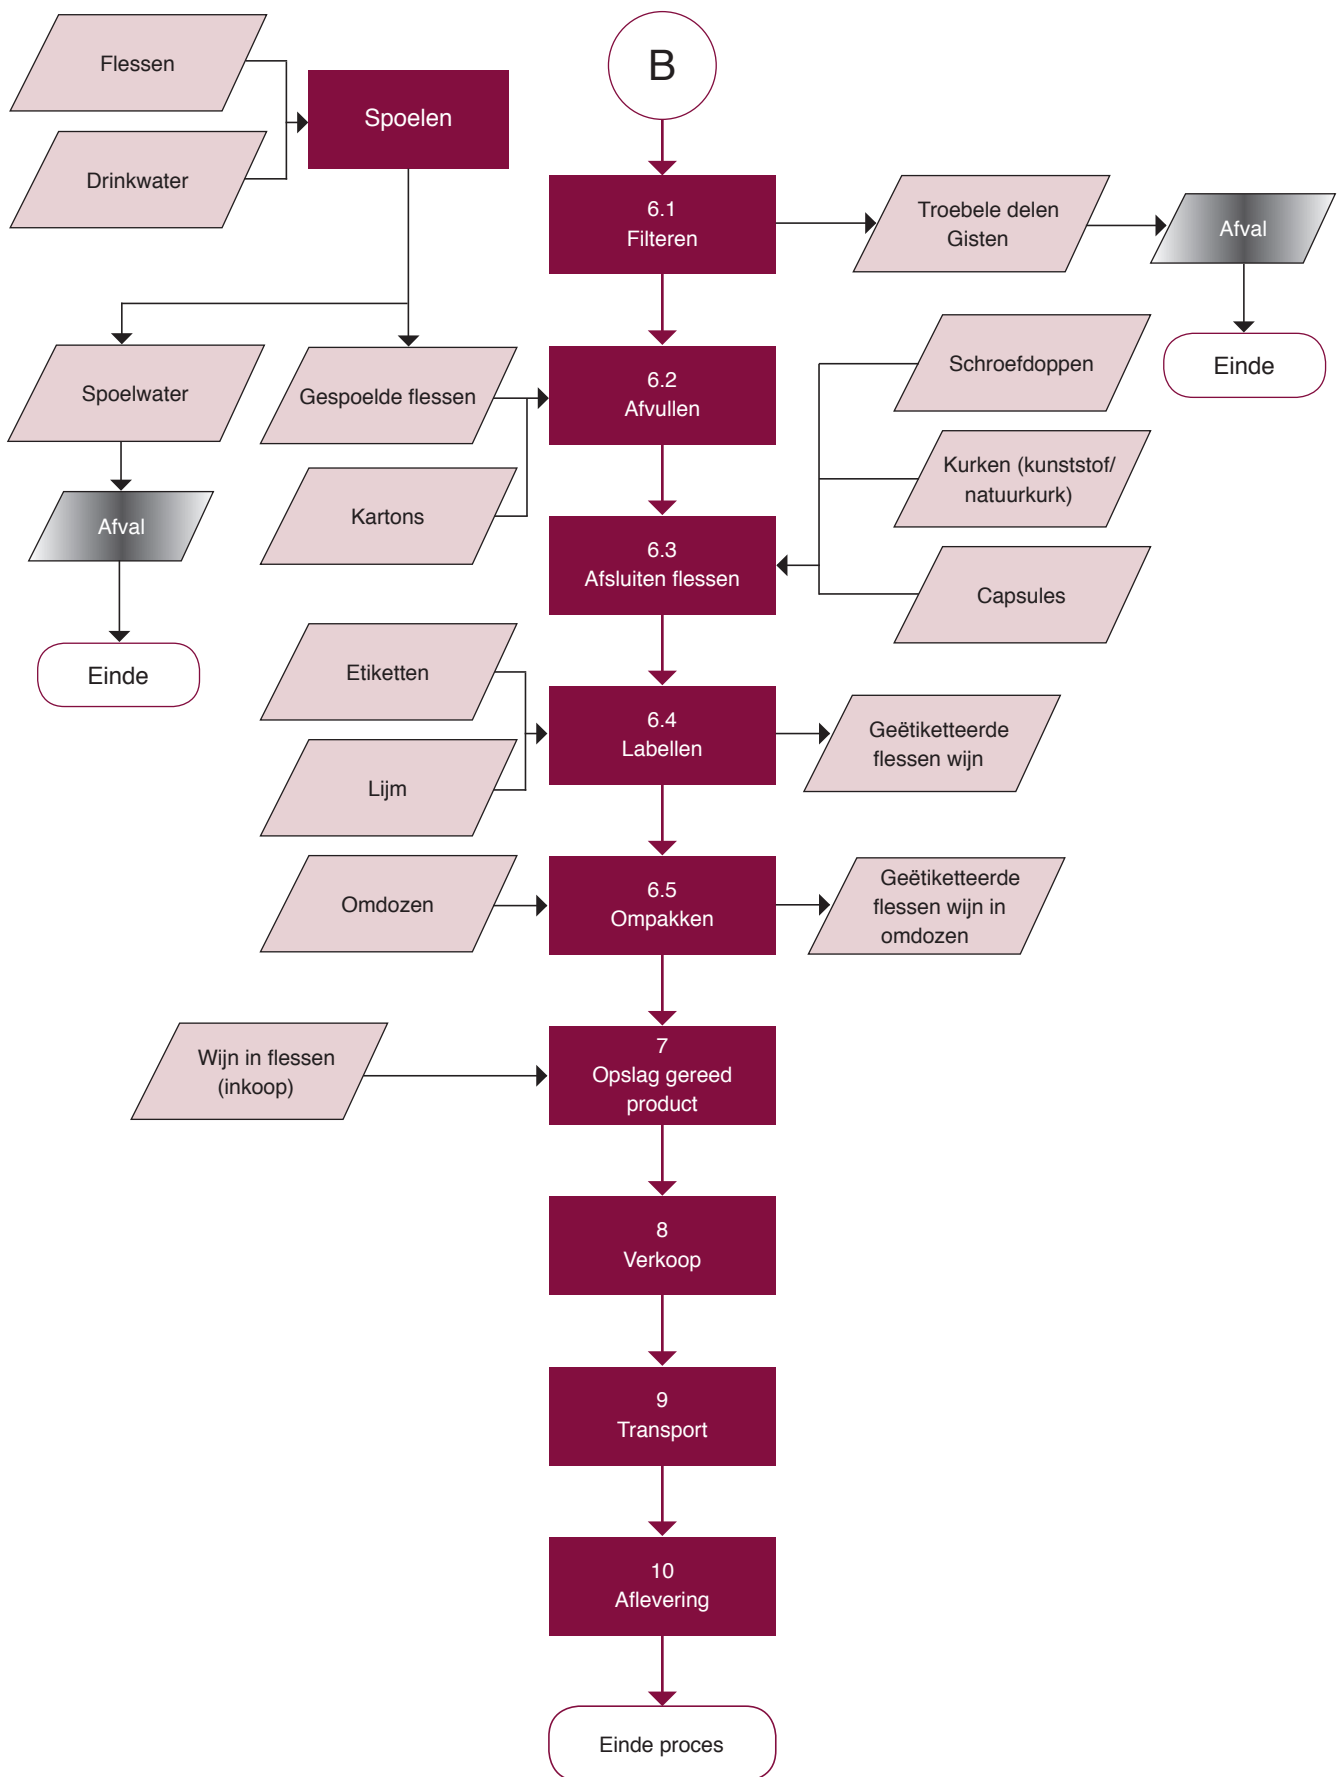 B
Flessen
Spoelen
Drinkwater
6.1
Filteren
Troebele delen
Gisten
Afval
Einde
Spoelwater
Gespoelde flessen
6.2
Afvullen
Schroefdoppen
Kurken (kunststof/
natuurkurk)
Kartons
Afval
6.3
Afsluiten flessen
Capsules
Einde
Etiketten
6.4
Labellen
Geëtiketteerde
flessen wijn
Lijm
Omdozen
6.5
Ompakken
Geëtiketteerde
flessen wijn in
omdozen
Wijn in flessen
(inkoop)
7
Opslag gereed
product
8
Verkoop
9
Transport
10
Aflevering
Einde proces